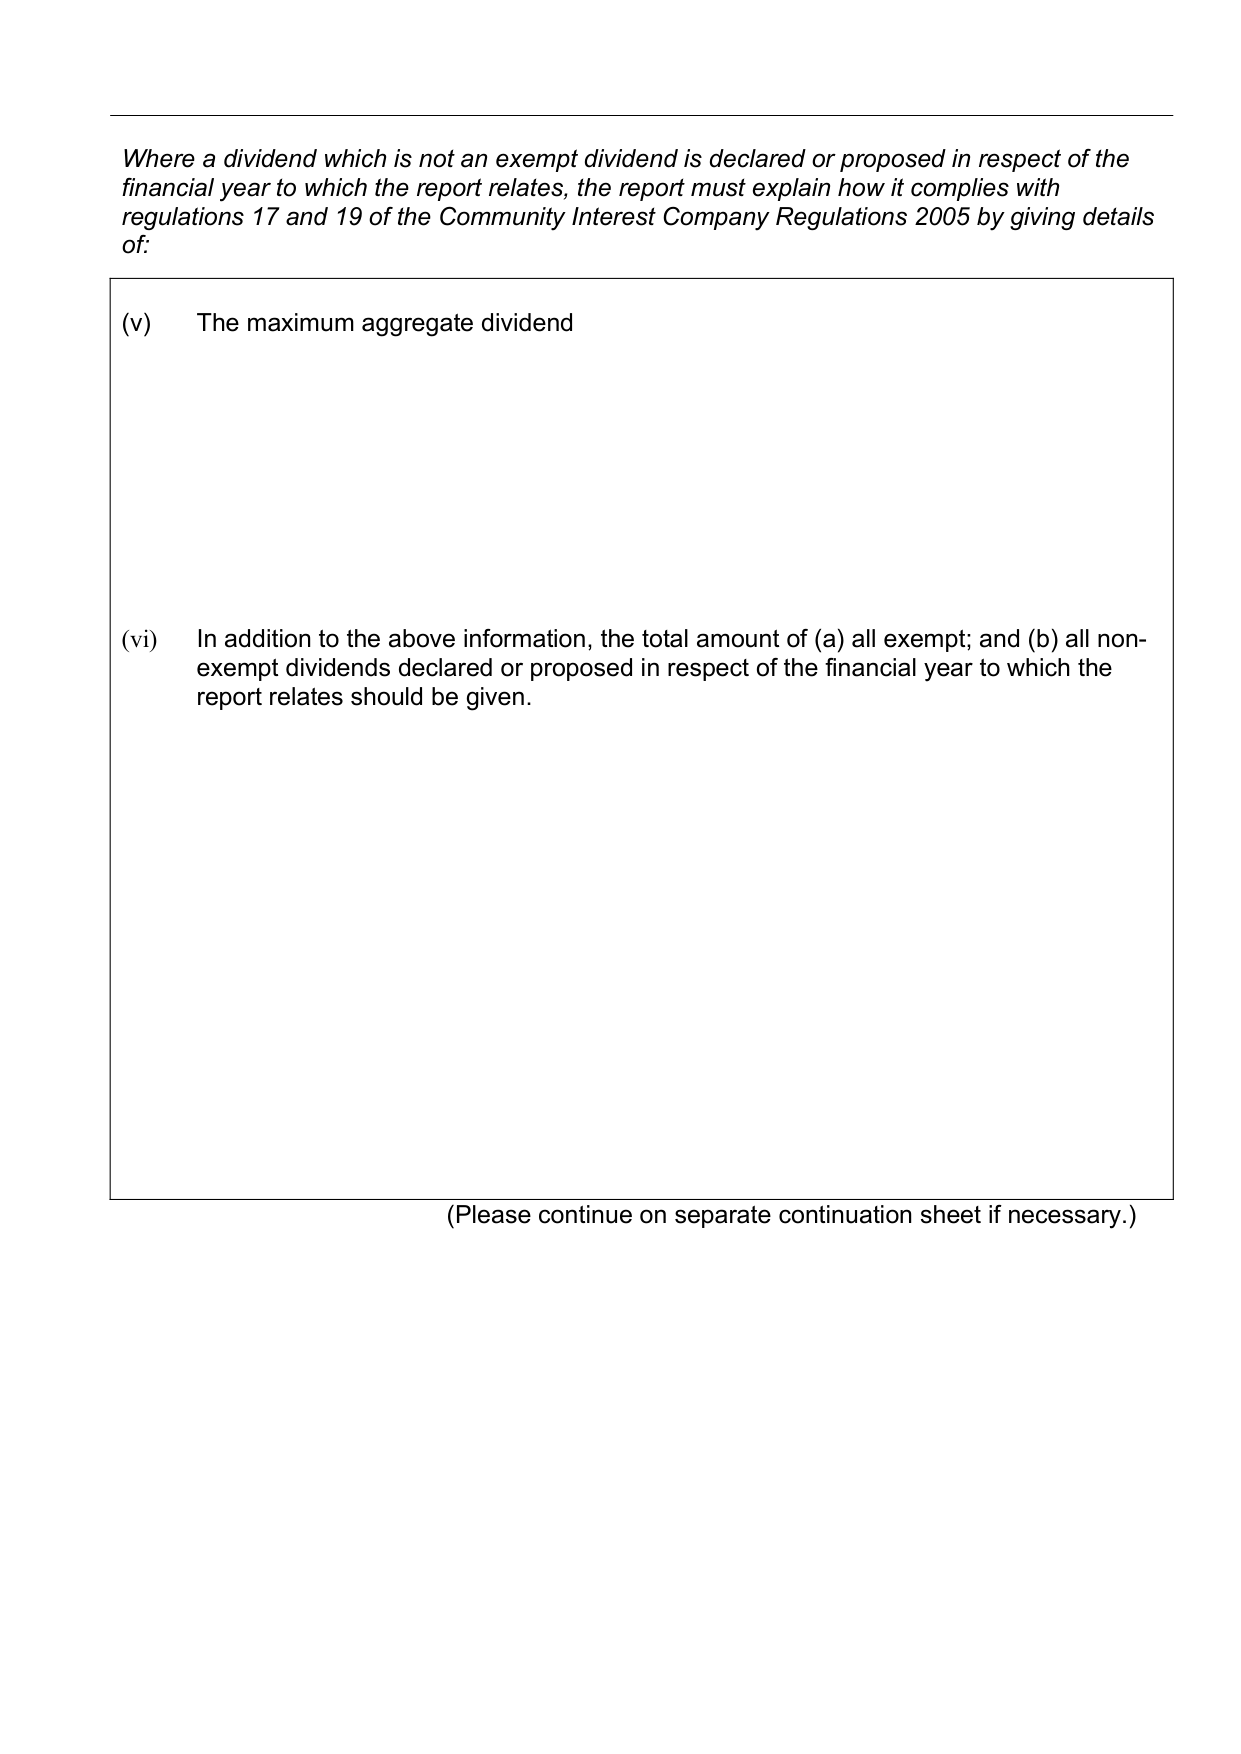 Where a dividend which is not an exempt dividend is declared or proposed in respect of the
financial year to which the report relates, the report must explain how it complies with
regulations 17 and 19 of the Community Interest Company Regulations 2005 by giving details
of:
(v) The maximum aggregate dividend
(vi) In addition to the above information, the total amount of (a) all exempt; and (b) all non-
exempt dividends declared or proposed in respect of the financial year to which the
report relates should be given.
(Please continue on separate continuation sheet if necessary.)